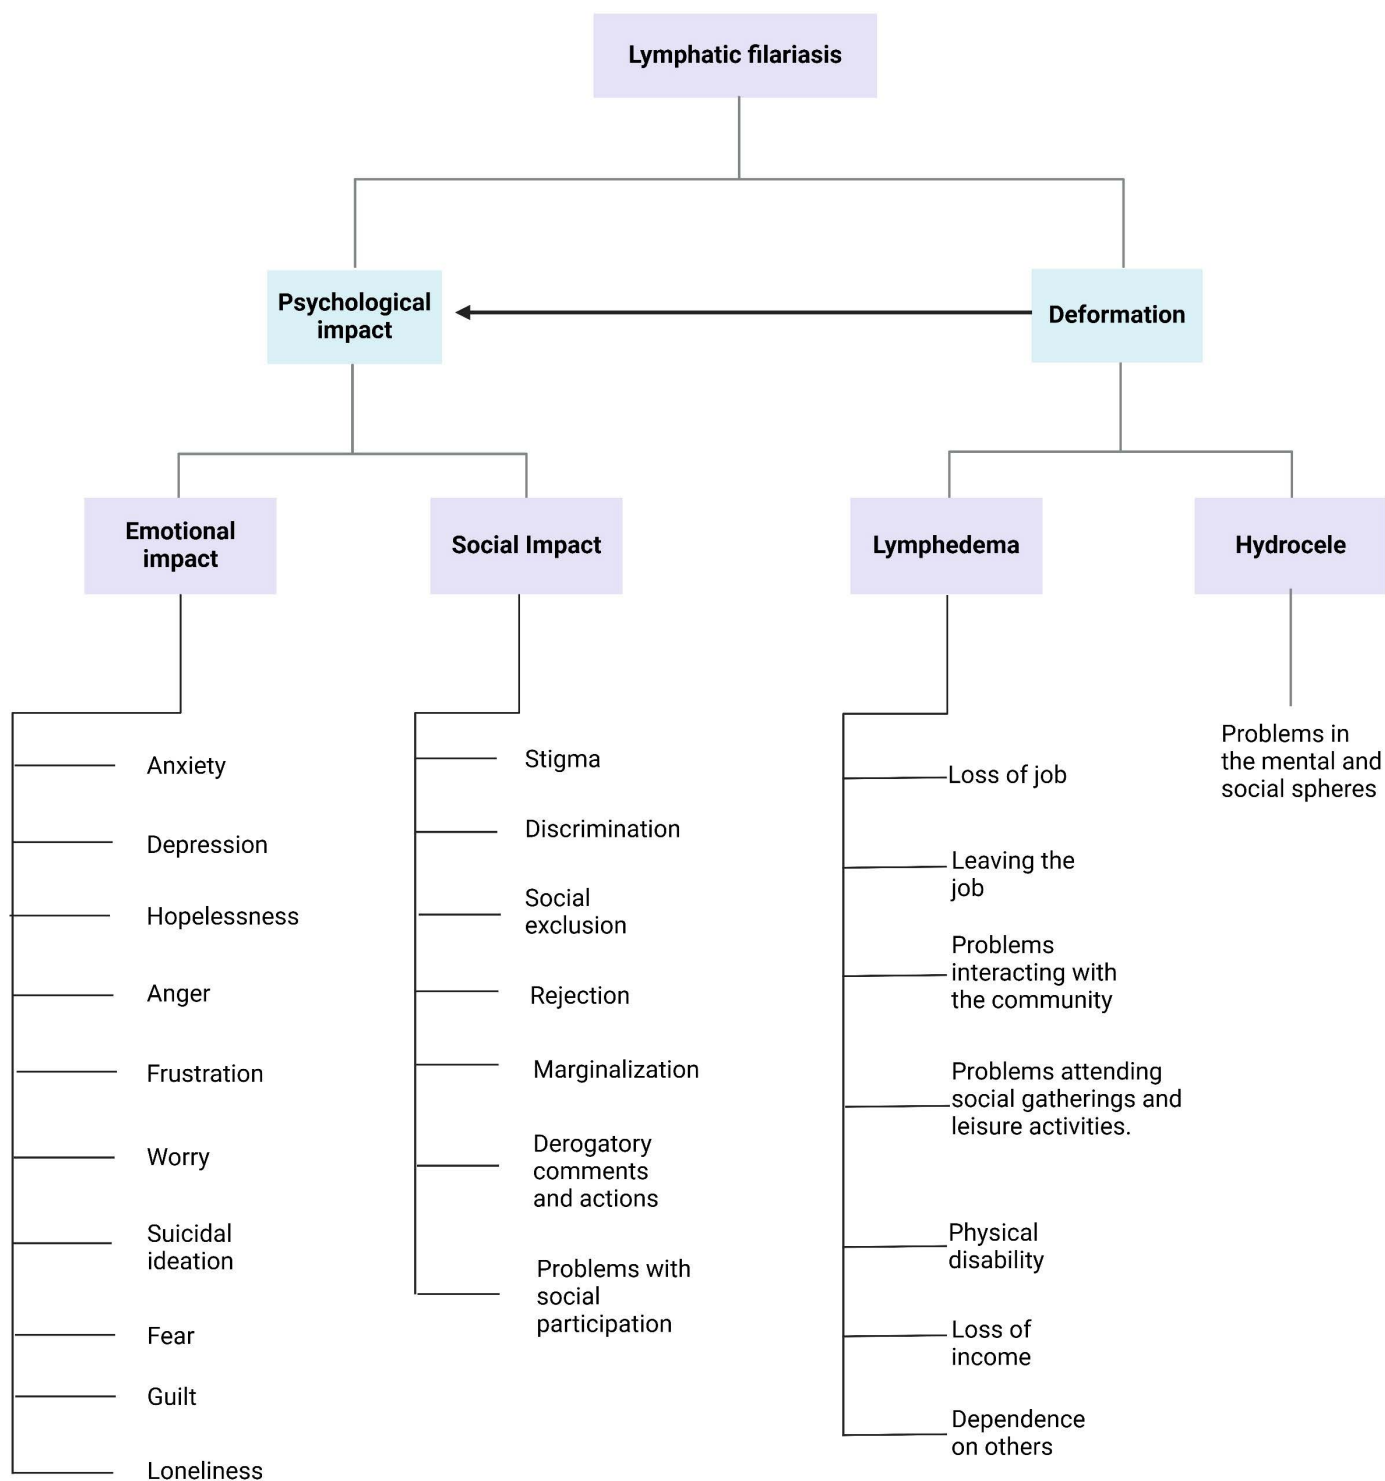 Lymphatic filariasis
Psychological
impact
Deformation
Emotional
impact
Social Impact
Lymphedema
Hydrocele
Anxiety
Depression
Hopelessness
Anger
Frustration
Worry
Suicidal
ideation
Fear
Guilt
Loneliness
Stigma
Discrimination
Social
exclusion
Rejection
Marginalization
Derogatory
comments
and actions
Problems with
social
participation
Loss of job
Leaving the
job
Problems
interacting with
the community
Problems attending
social gatherings and
leisure activities.
Physical
disability
Loss of
income
Dependence
on others
Problems in
the mental and
social spheres